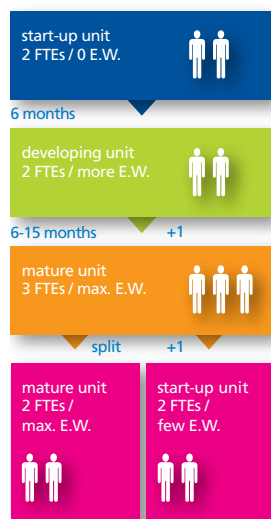 start-up unit
2 FTEs / 0 E.W.
6 months
developing unit
2 FTEs / more E.W.
6-15 months +1
mature unit
3 FTEs / max. E.W.
split +1
mature unit
2 FTEs /
max. E.W.
start-up unit
2 FTEs /
few E.W.